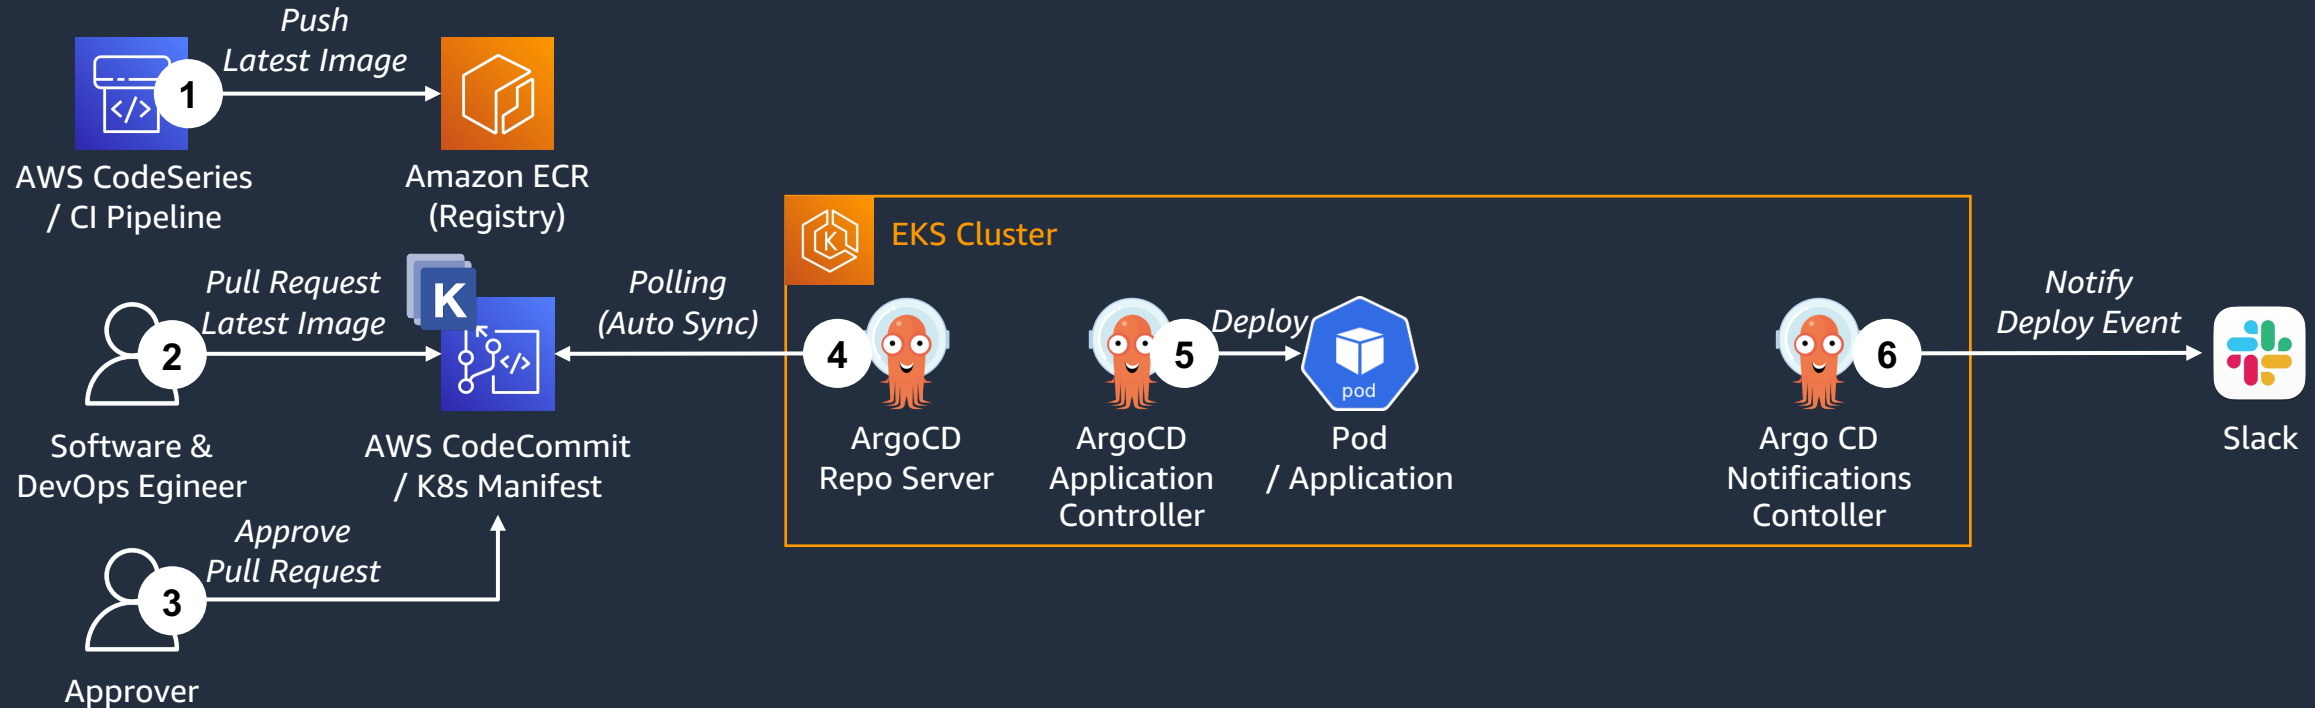 Push
Latest Image
1
AWS CodeSeries
/ CI Pipeline
Amazon ECR
(Registry)
Pull Request
Latest Image
2
K
Software &
DevOps Egineer
AWS CodeCommit
/ K8s Manifest
Approve
Pull Request
3
Approver
Polling
(Auto Sync)
K
EKS Cluster
4
ArgoCD
Repo Server
5
ArgoCD
Application
Controller
Deploy
pod
Pod
/ Application
6
Argo CD
Notifications
Contoller
Notify
Deploy Event
Slack